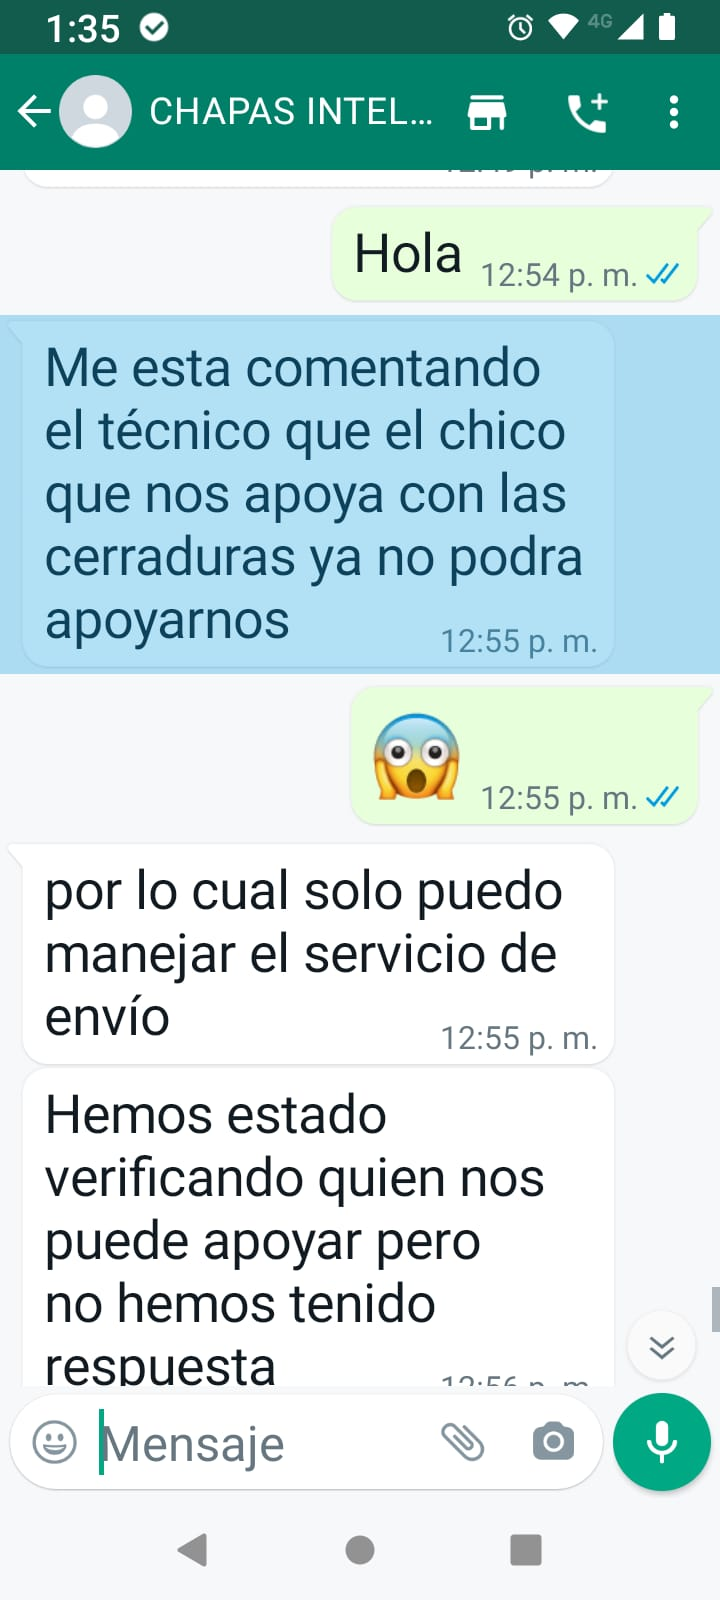 1:35
4G
CHAPAS INTEL...
Hola
12:54 p. m.
Me esta comentando
el técnico que el chico
que nos apoya con las
cerraduras ya no podra
apoyarnos
12:55 p. m.
12:55 p. m.
por lo cual solo puedo
manejar el servicio de
envío
12:55 p. m.
Hemos estado
verificando quien nos
puede apoyar pero
no hemos tenido
respuesta
12:56 p. m.
Mensaje